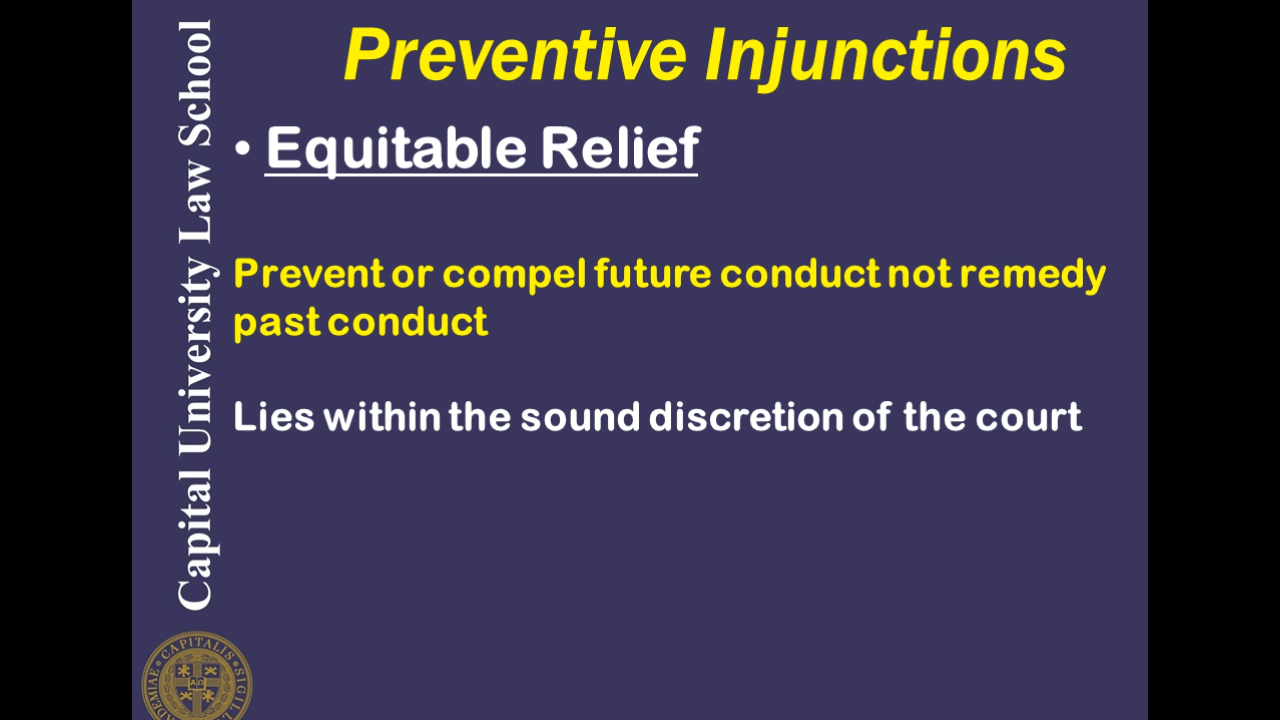 Preventive Injunctions
• Equitable Relief
Prevent or compel future conduct not remedy
past conduct
Lies within the sound discretion of the court
Capital University Law School
CAPITALIS